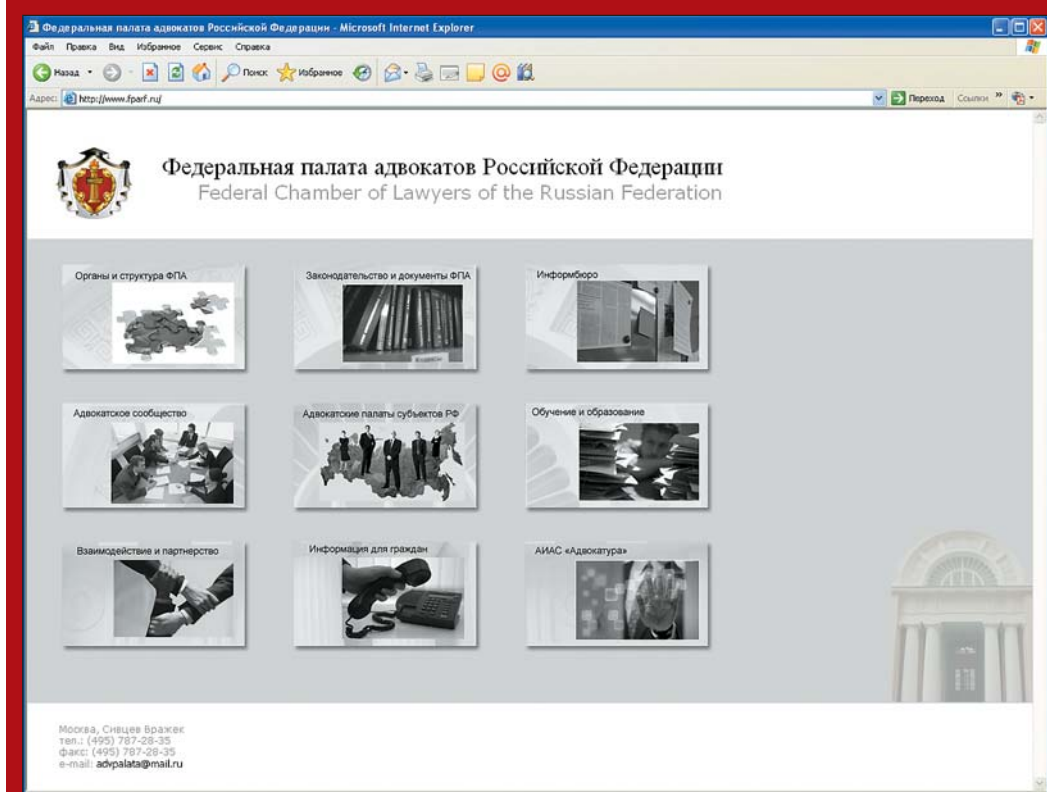 Федеральная палата адвокатов Российской Федерации - Microsoft Internet Explorer
Файл Правка Вид Избранное Сервис Справка
Назад Поиск Избранное
Адрес: http://www.fparf.ru/ Переход Ссылки »
Федеральная палата адвокатов Российской Федерации
Federal Chamber of Lawyers of the Russian Federation
Органы и структура ФПА
Законодательство и документы ФПА
Информбюро
Адвокатское сообщество
Адвокатские палаты субъектов РФ
Обучение и образование
Взаимодействие и партнерство
Информация для граждан
АИАС «Адвокатура»
Москва, Сивцев Вражек
тел.: (495) 787-28-35
факс: (495) 787-28-35
e-mail: advpalata@mail.ru